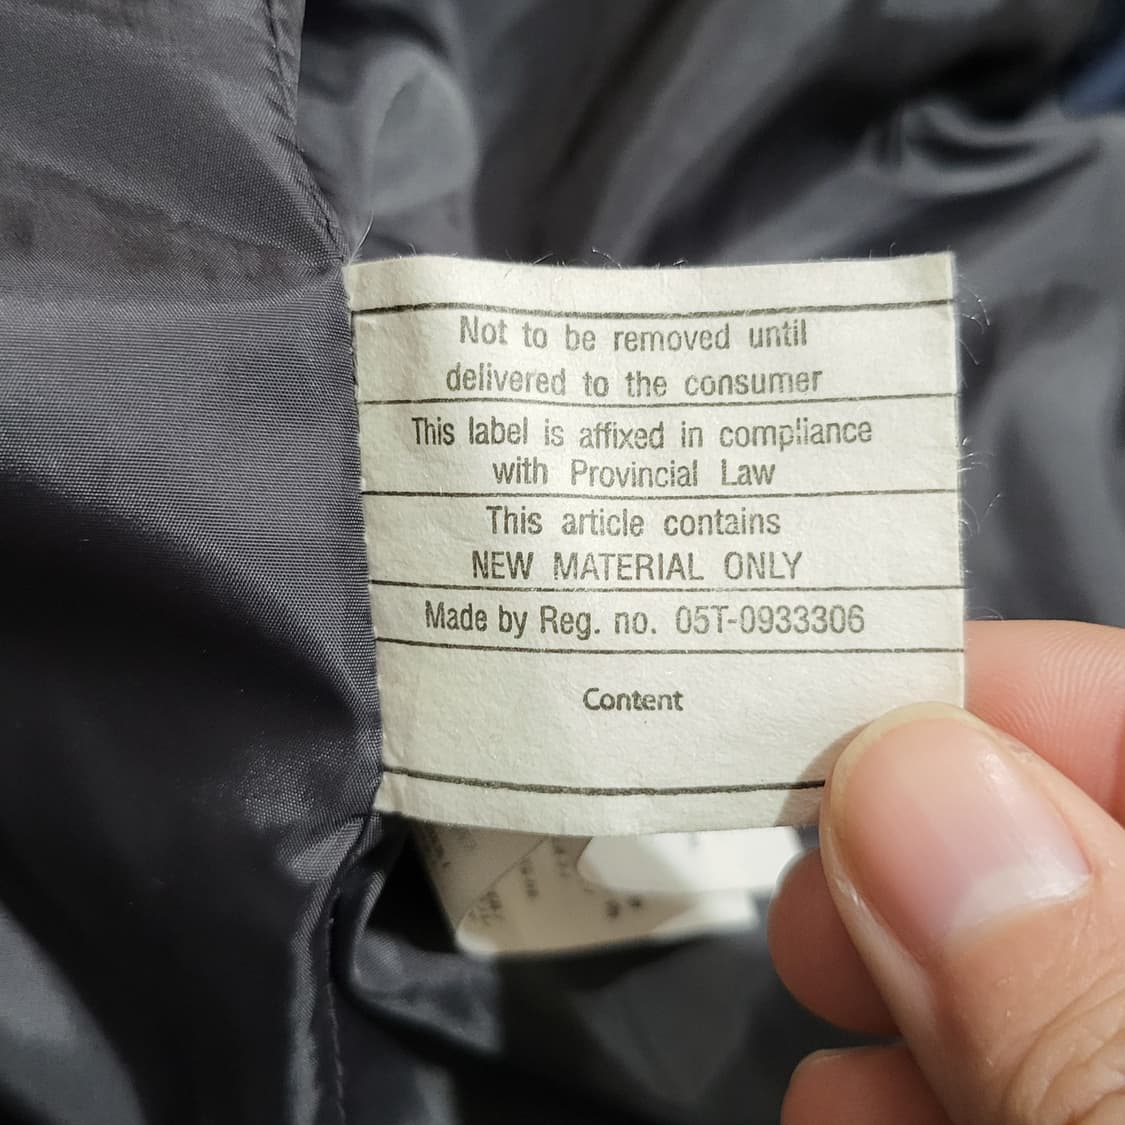 Not to be removed until
delivered to the consumer
This label is affixed in compliance
with Provincial Law
This article contains
NEW MATERIAL ONLY
Made by Reg. no. 05T-0933306
Content